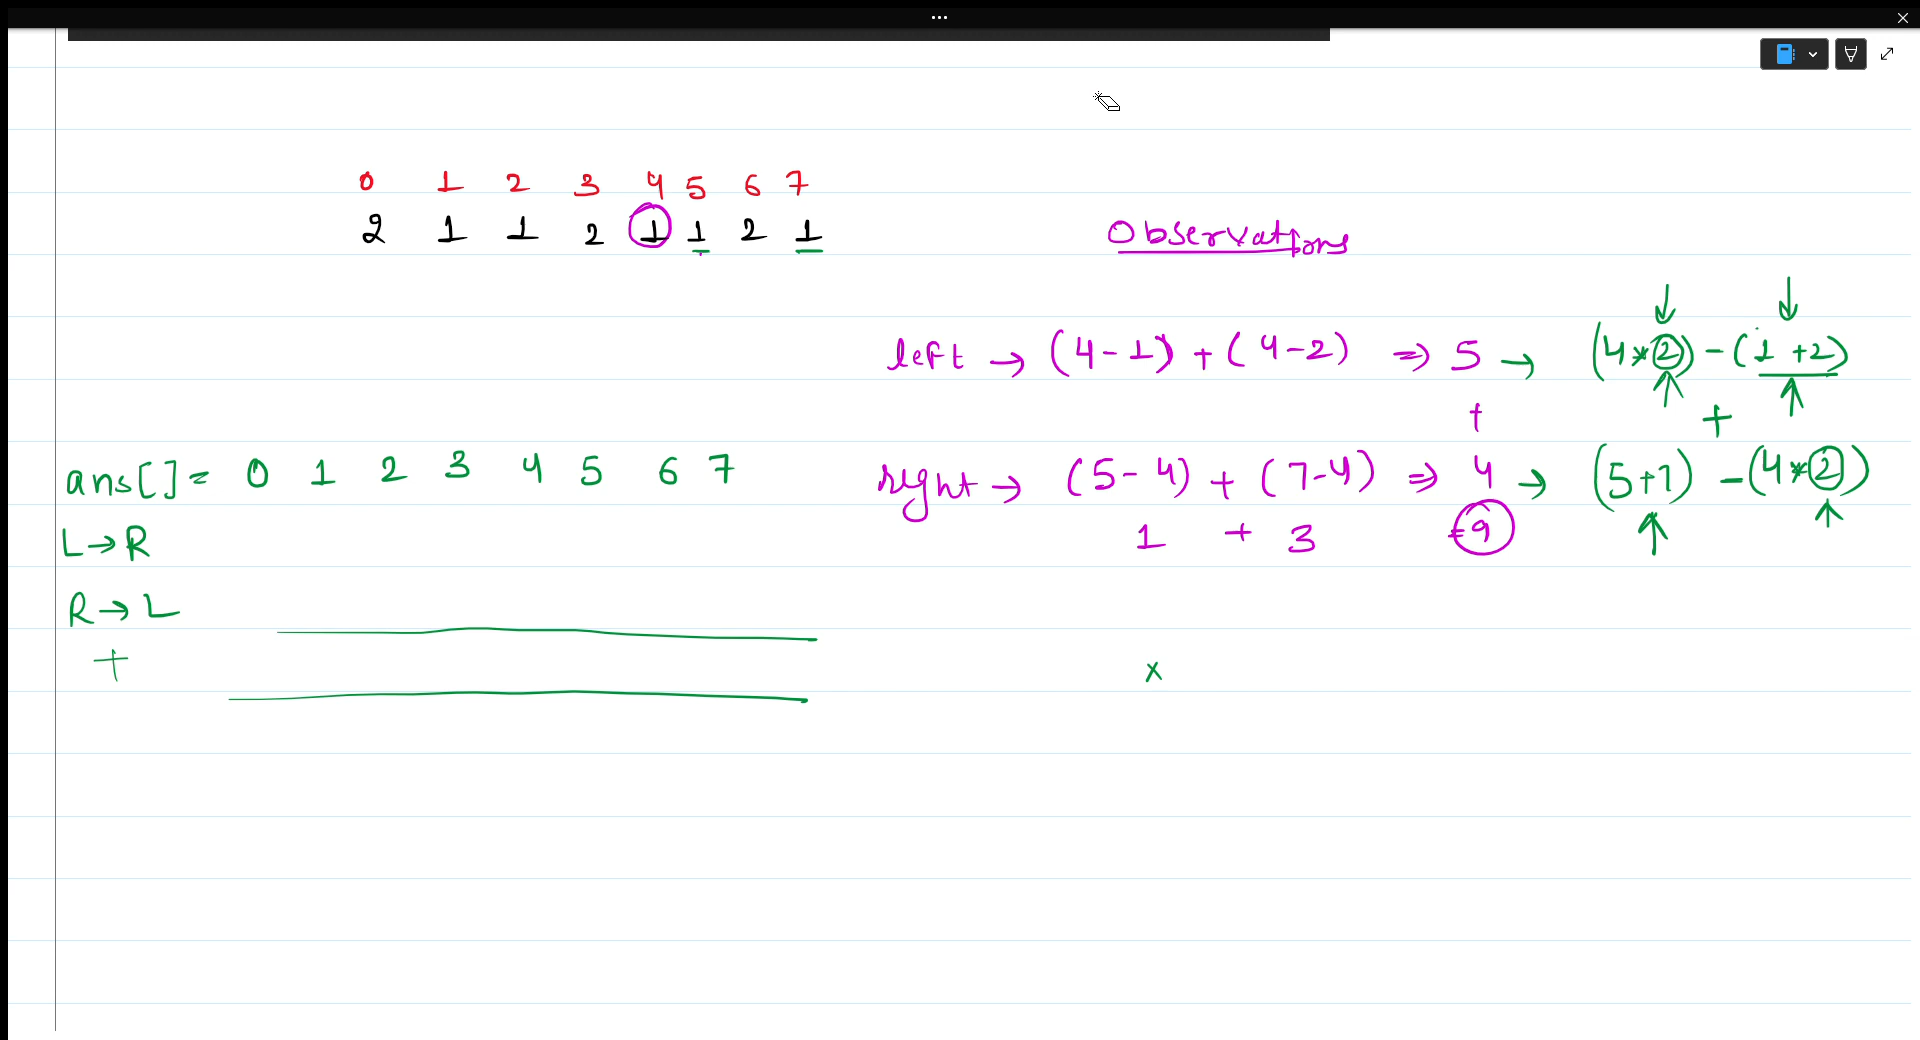 0 1 2 3 4 5 6 7
2 1 1 2 1 1 2 1
Observations
left → (4-1) + (4-2) ⇒ 5 → (4*2) - (1+2)
+ +
ans[] = 0 1 2 3 4 5 6 7
right → (5-4) + (7-4) ⇒ 4 → (5+7) - (4*2)
1 + 3 = 9
L → R
R → L
+
x